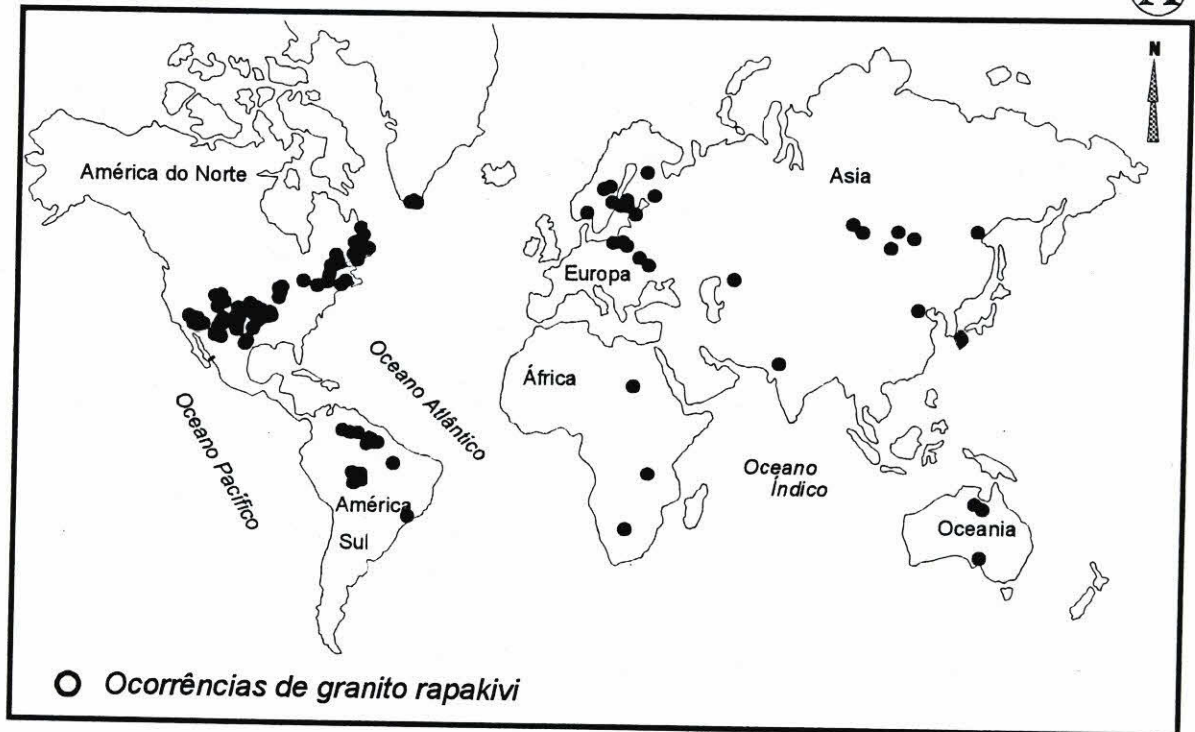 A
N
América do Norte
Asia
Europa
Oceano Atlântico
África
Oceano Pacífico
Oceano
Índico
América
Sul
Oceania
Ocorrências de granito rapakivi